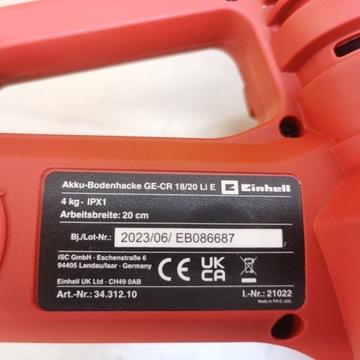 Akku-Bodenhacke GE-CR 18/20 Li E Einhell
4 kg · IPX1
Arbeitsbreite: 20 cm
Bj./Lot-Nr.: 2023/06/ EB086687
iSC GmbH · Eschenstraße 6
94405 Landau/Isar · Germany
CE UK CA
Einhell UK Ltd · CH49 0AB
Art.-Nr.: 34.312.10 I.-Nr.: 21022
Made in P.R.C.